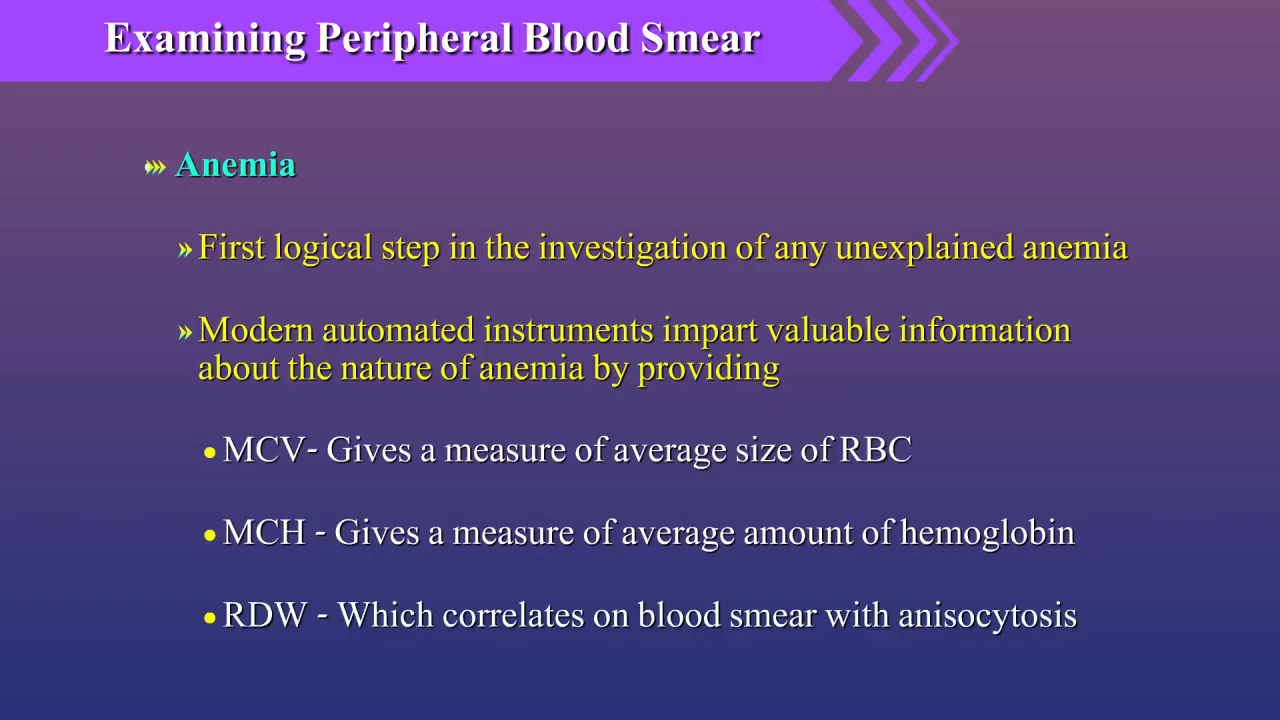 Examining Peripheral Blood Smear
Anemia
First logical step in the investigation of any unexplained anemia
Modern automated instruments impart valuable information
about the nature of anemia by providing
MCV- Gives a measure of average size of RBC
MCH - Gives a measure of average amount of hemoglobin
RDW - Which correlates on blood smear with anisocytosis